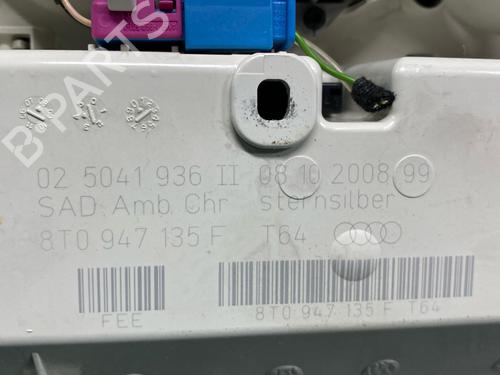 B-PARTS
02 5041 936 II 08 10 2008 99
SAD Amb. Chr sternsilber
8T0 947 135 F T64
FEE
8T0 947 135 F T64